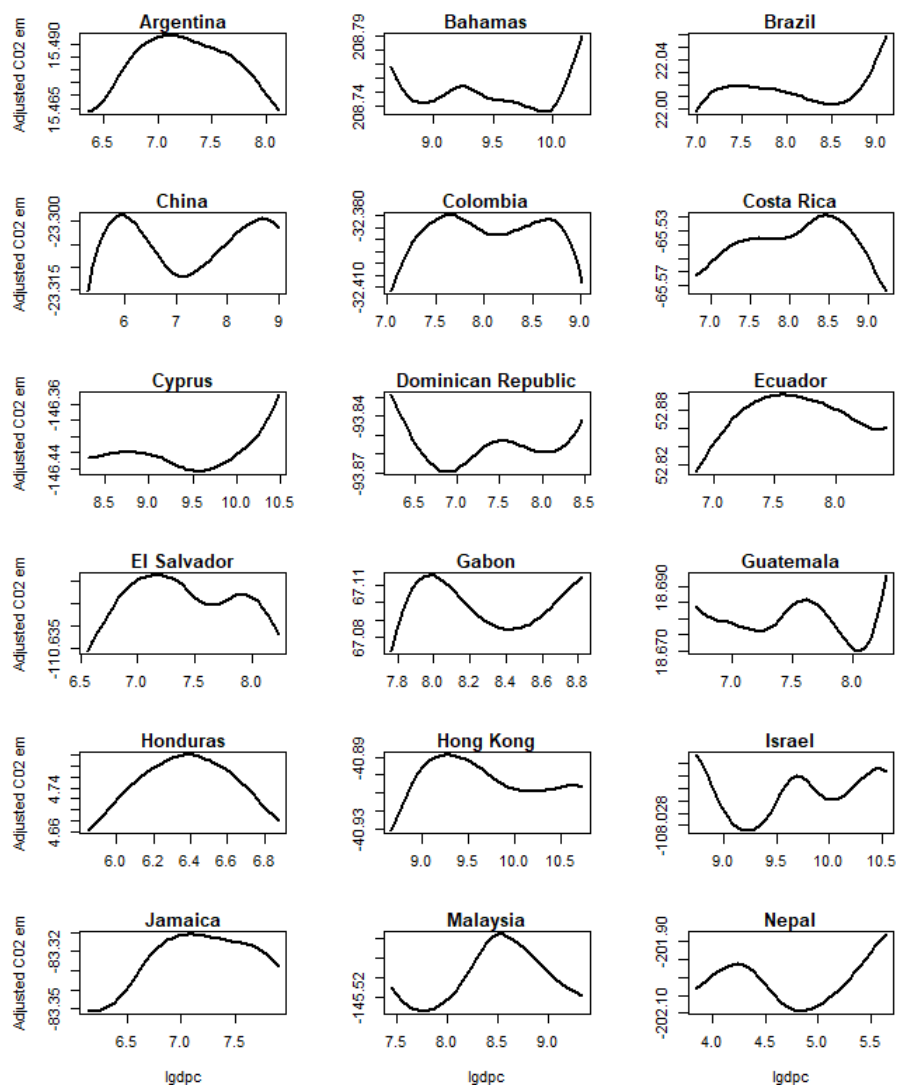 Argentina Bahamas Brazil
Adjusted C02 em
15.465 15.490
208.74 208.79
22.00 22.04
6.5 7.0 7.5 8.0
9.0 9.5 10.0
7.0 7.5 8.0 8.5 9.0
China Colombia Costa Rica
Adjusted C02 em
-23.315 -23.300
-32.410 -32.380
-65.57 -65.53
6 7 8 9
7.0 7.5 8.0 8.5 9.0
7.0 7.5 8.0 8.5 9.0
Cyprus Dominican Republic Ecuador
Adjusted C02 em
-146.44 -146.36
-93.87 -93.84
52.82 52.88
8.5 9.0 9.5 10.0 10.5
6.5 7.0 7.5 8.0 8.5
7.0 7.5 8.0
El Salvador Gabon Guatemala
Adjusted C02 em
-110.635
67.08 67.11
18.670 18.690
6.5 7.0 7.5 8.0
7.8 8.0 8.2 8.4 8.6 8.8
7.0 7.5 8.0
Honduras Hong Kong Israel
Adjusted C02 em
4.66 4.74
-40.93 -40.89
-108.028
6.0 6.2 6.4 6.6 6.8
9.0 9.5 10.0 10.5
9.0 9.5 10.0 10.5
Jamaica Malaysia Nepal
Adjusted C02 em
-83.35 -83.32
-145.52
-202.10 -201.90
6.5 7.0 7.5
7.5 8.0 8.5 9.0
4.0 4.5 5.0 5.5
lgdpc lgdpc lgdpc